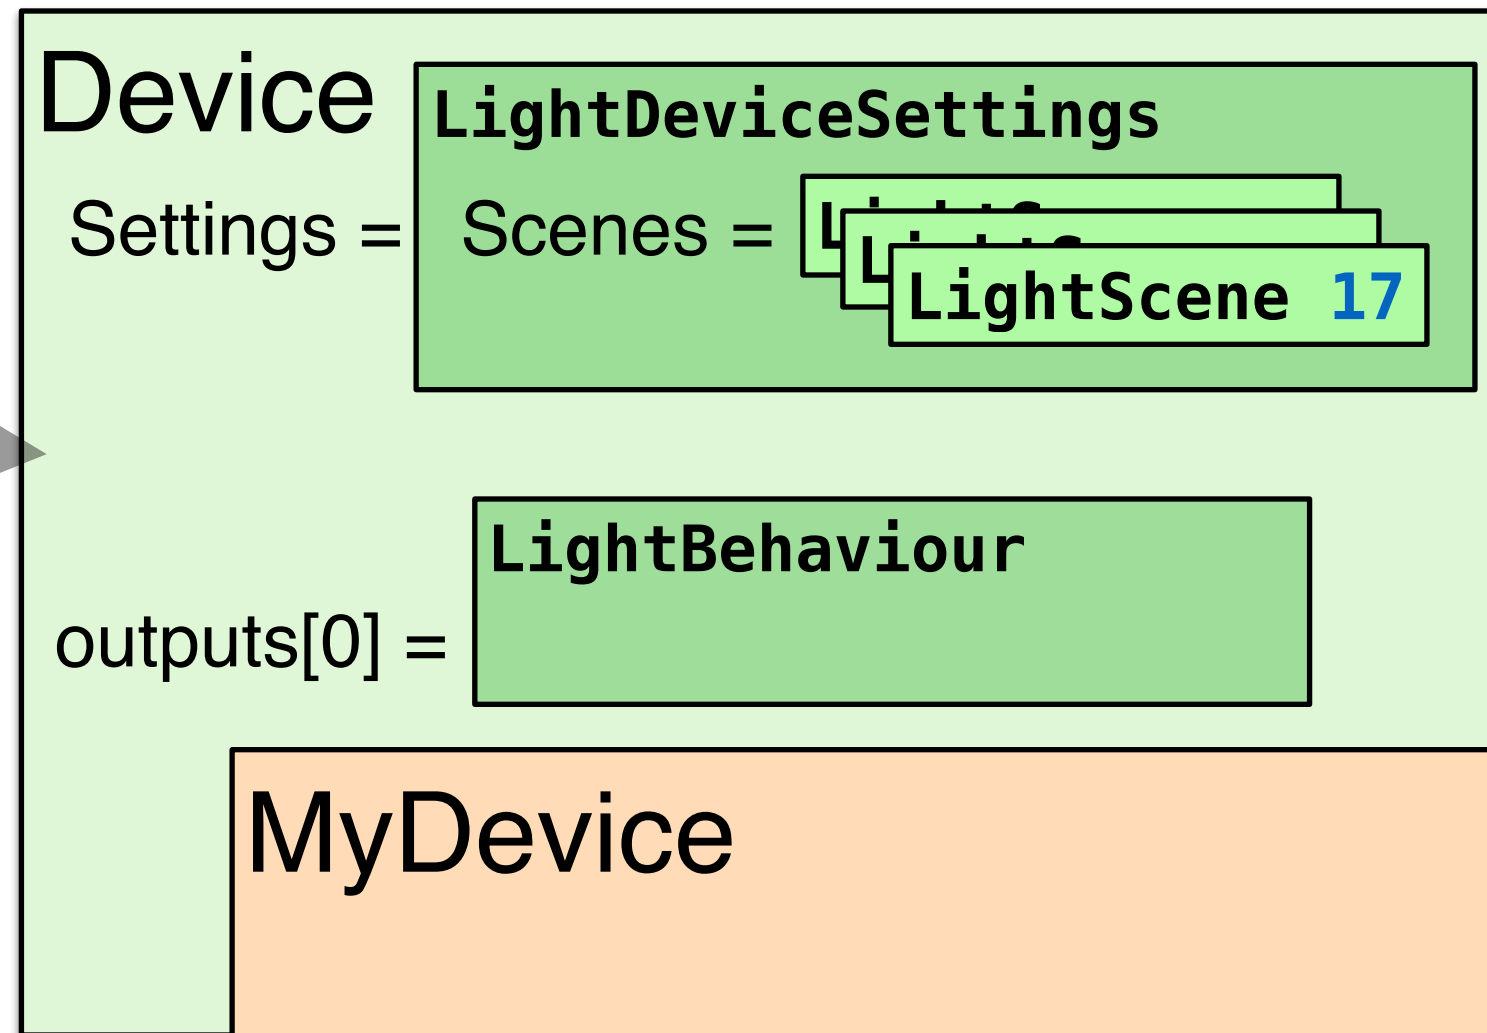 Device
LightDeviceSettings
Settings =
Scenes =
LightScene 17
LightBehaviour
outputs[0] =
MyDevice